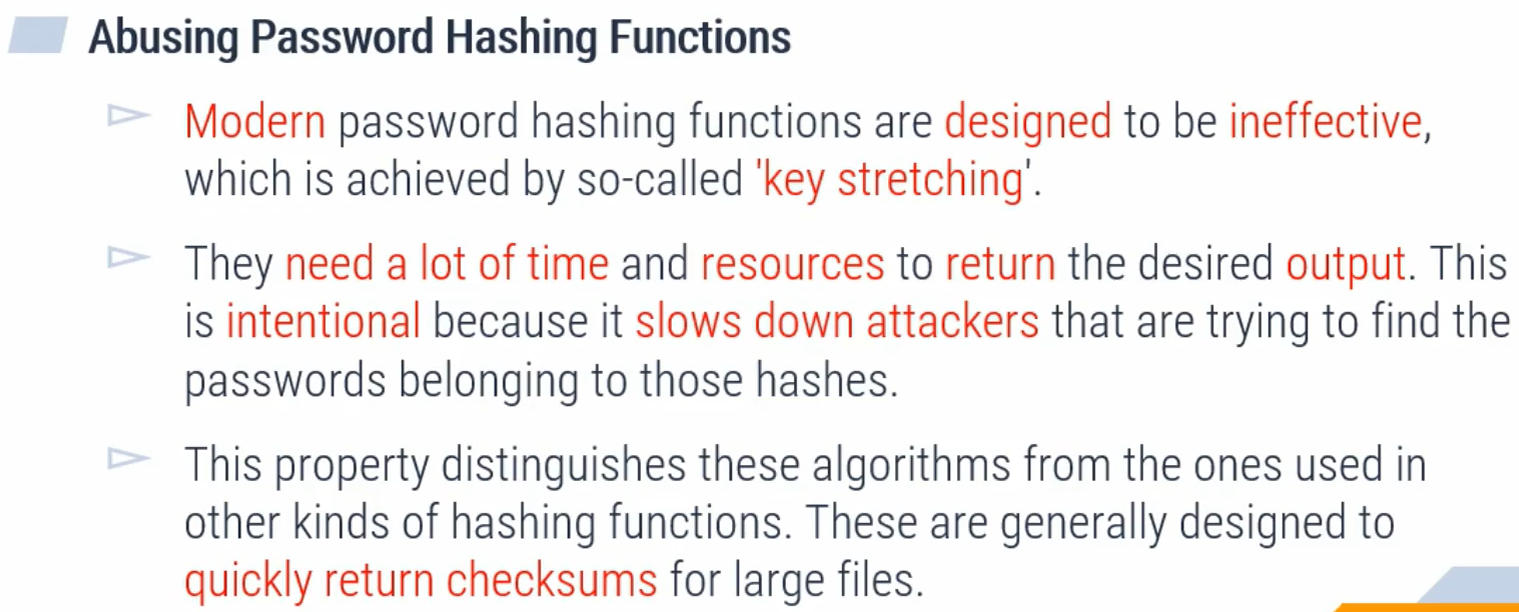 Abusing Password Hashing Functions
Modern password hashing functions are designed to be ineffective,
which is achieved by so-called 'key stretching'.
They need a lot of time and resources to return the desired output. This
is intentional because it slows down attackers that are trying to find the
passwords belonging to those hashes.
This property distinguishes these algorithms from the ones used in
other kinds of hashing functions. These are generally designed to
quickly return checksums for large files.